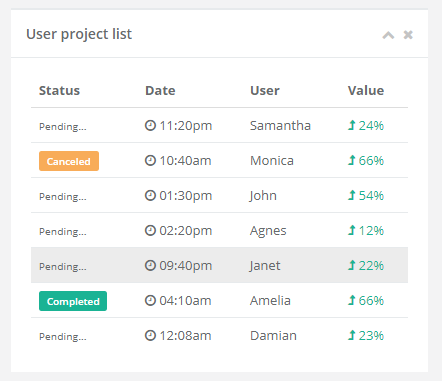 User project list
Status Date User Value
Pending... 11:20pm Samantha 24%
Canceled 10:40am Monica 66%
Pending... 01:30pm John 54%
Pending... 02:20pm Agnes 12%
Pending... 09:40pm Janet 22%
Completed 04:10am Amelia 66%
Pending... 12:08am Damian 23%